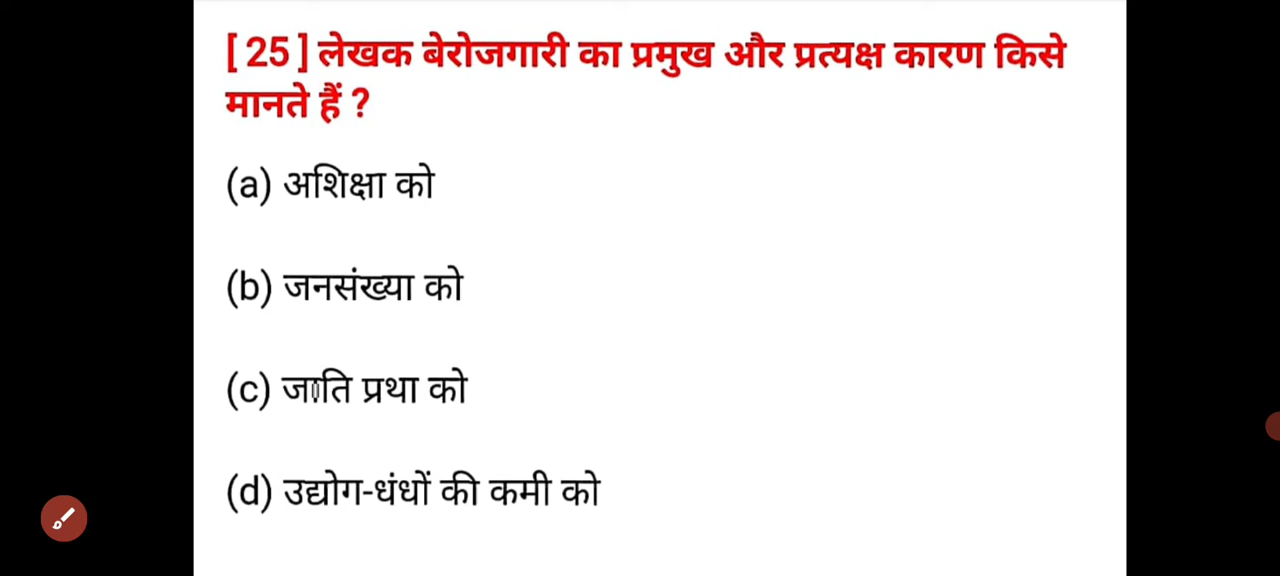 [ 25 ] लेखक बेरोजगारी का प्रमुख और प्रत्यक्ष कारण किसे
मानते हैं ?
(a) अशिक्षा को
(b) जनसंख्या को
(c) जाति प्रथा को
(d) उद्योग-धंधों की कमी को